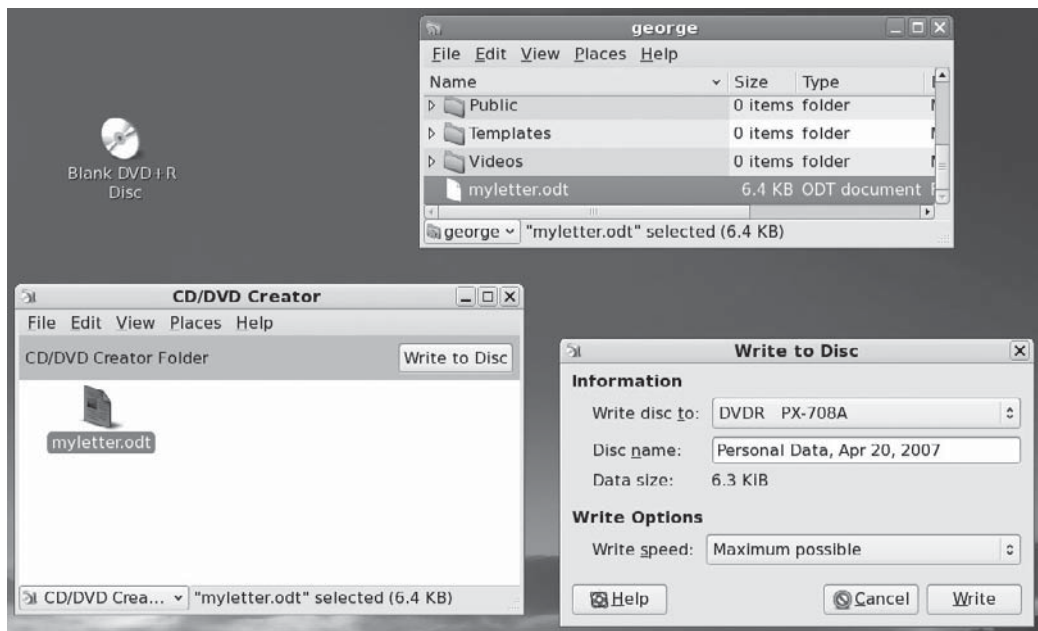 george
File Edit View Places Help
Name Size Type
Public 0 items folder
Templates 0 items folder
Videos 0 items folder
myletter.odt 6.4 KB ODT document
george "myletter.odt" selected (6.4 KB)
Blank DVD+R
Disc
CD/DVD Creator
File Edit View Places Help
CD/DVD Creator Folder Write to Disc
myletter.odt
CD/DVD Crea... "myletter.odt" selected (6.4 KB)
Write to Disc
Information
Write disc to: DVDR PX-708A
Disc name: Personal Data, Apr 20, 2007
Data size: 6.3 KiB
Write Options
Write speed: Maximum possible
Help Cancel Write